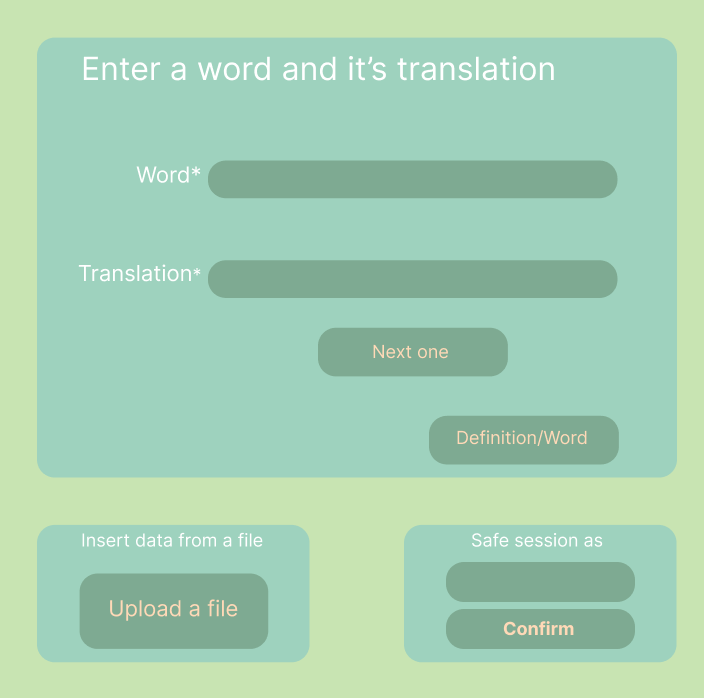 Enter a word and it’s translation
Word*
Translation*
Next one
Definition/Word
Insert data from a file
Upload a file
Safe session as
Confirm